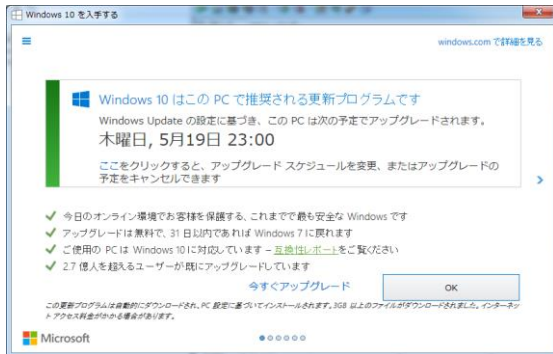 Windows 10 を入手する
windows.com で詳細を見る
Windows 10 はこの PC で推奨される更新プログラムです
Windows Update の設定に基づき、この PC は次の予定でアップグレードされます。
木曜日, 5月19日 23:00
ここをクリックすると、アップグレード スケジュールを変更、またはアップグレードの
予定をキャンセルできます
今日のオンライン環境でお客様を保護する、これまでで最も安全な Windows です
アップグレードは無料で、31 日以内であれば Windows 7 に戻れます
ご使用の PC は Windows 10 に対応しています – 互換性レポートをご覧ください
2.7 億人を超えるユーザーが既にアップグレードしています
今すぐアップグレード
OK
この更新プログラムは自動的にダウンロードされ、PC 設定に基づいてインストールされます。3GB 以上のファイルがダウンロードされました。インターネッ
ト アクセス料金がかかる場合があります。
Microsoft